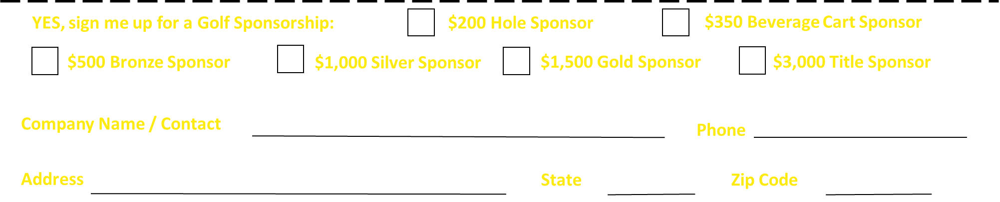 YES, sign me up for a Golf Sponsorship: $200 Hole Sponsor $350 Beverage Cart Sponsor
$500 Bronze Sponsor $1,000 Silver Sponsor $1,500 Gold Sponsor $3,000 Title Sponsor
Company Name / Contact Phone
Address State Zip Code